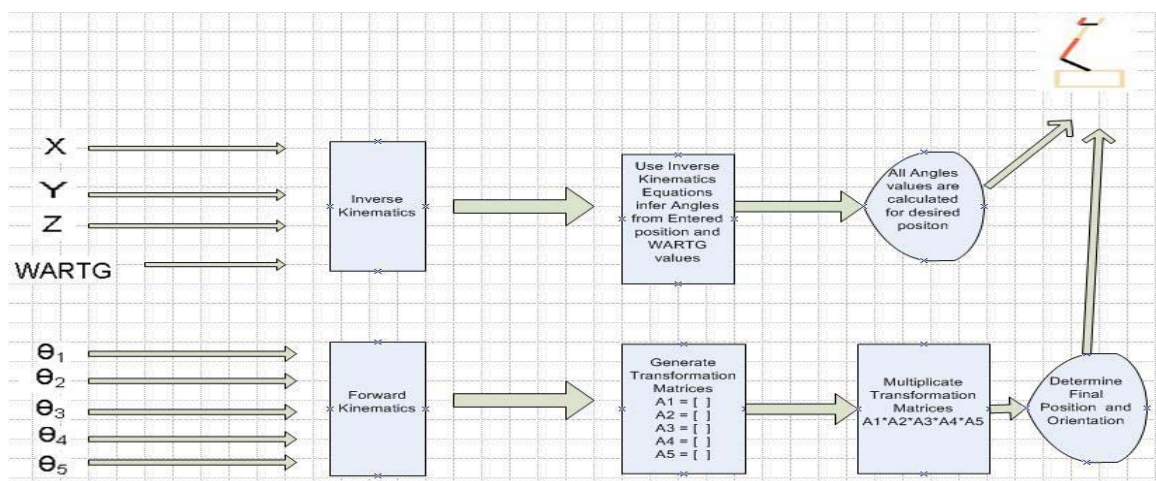 X
Y
Z
WARTG
Inverse
Kinematics
Use Inverse
Kinematics
Equations
infer Angles
from Entered
position and
WARTG
values
All Angles
values are
calculated
for desired
positon
Θ1
Θ2
Θ3
Θ4
Θ5
Forward
Kinematics
Generate
Transformation
Matrices
A1 = [ ]
A2 = [ ]
A3 = [ ]
A4 = [ ]
A5 = [ ]
Multiplicate
Transformation
Matrices
A1*A2*A3*A4*A5
Determine
Final
Position and
Orientation